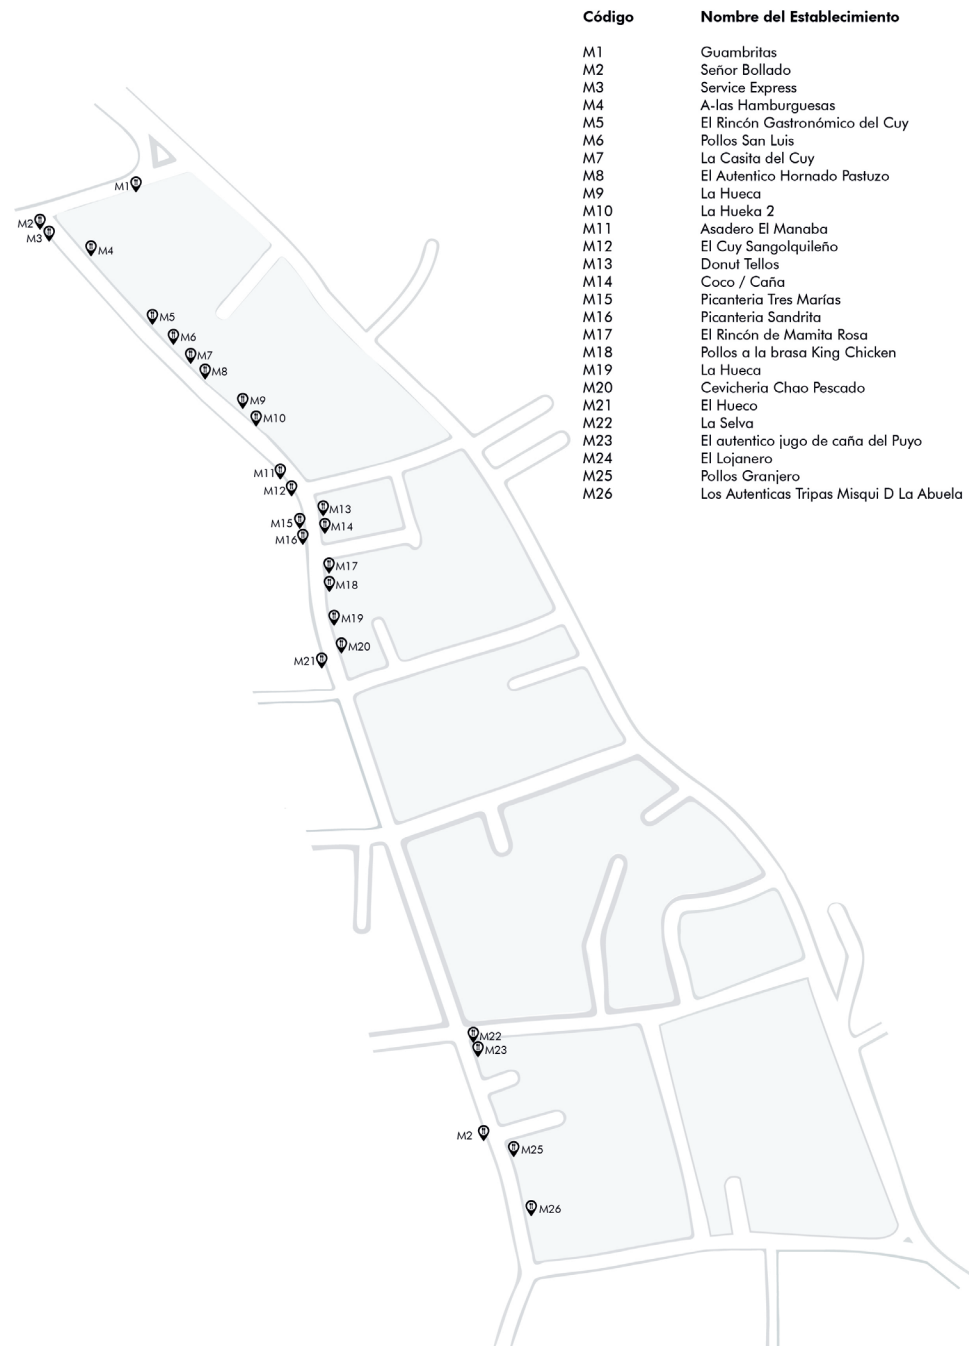 Código Nombre del Establecimiento
M1 Guambritas
M2 Señor Bollado
M3 Service Express
M4 A-las Hamburguesas
M5 El Rincón Gastronómico del Cuy
M6 Pollos San Luis
M7 La Casita del Cuy
M8 El Autentico Hornado Pastuzo
M9 La Hueca
M10 La Hueka 2
M11 Asadero El Manaba
M12 El Cuy Sangolquileño
M13 Donut Tellos
M14 Coco / Caña
M15 Picanteria Tres Marías
M16 Picanteria Sandrita
M17 El Rincón de Mamita Rosa
M18 Pollos a la brasa King Chicken
M19 La Hueca
M20 Cevicheria Chao Pescado
M21 El Hueco
M22 La Selva
M23 El autentico jugo de caña del Puyo
M24 El Lojanero
M25 Pollos Granjero
M26 Los Autenticas Tripas Misqui D La Abuela
M1
M2
M3
M4
M5
M6
M7
M8
M9
M10
M11
M12
M13
M15
M14
M16
M17
M18
M19
M20
M21
M22
M23
M2
M25
M26